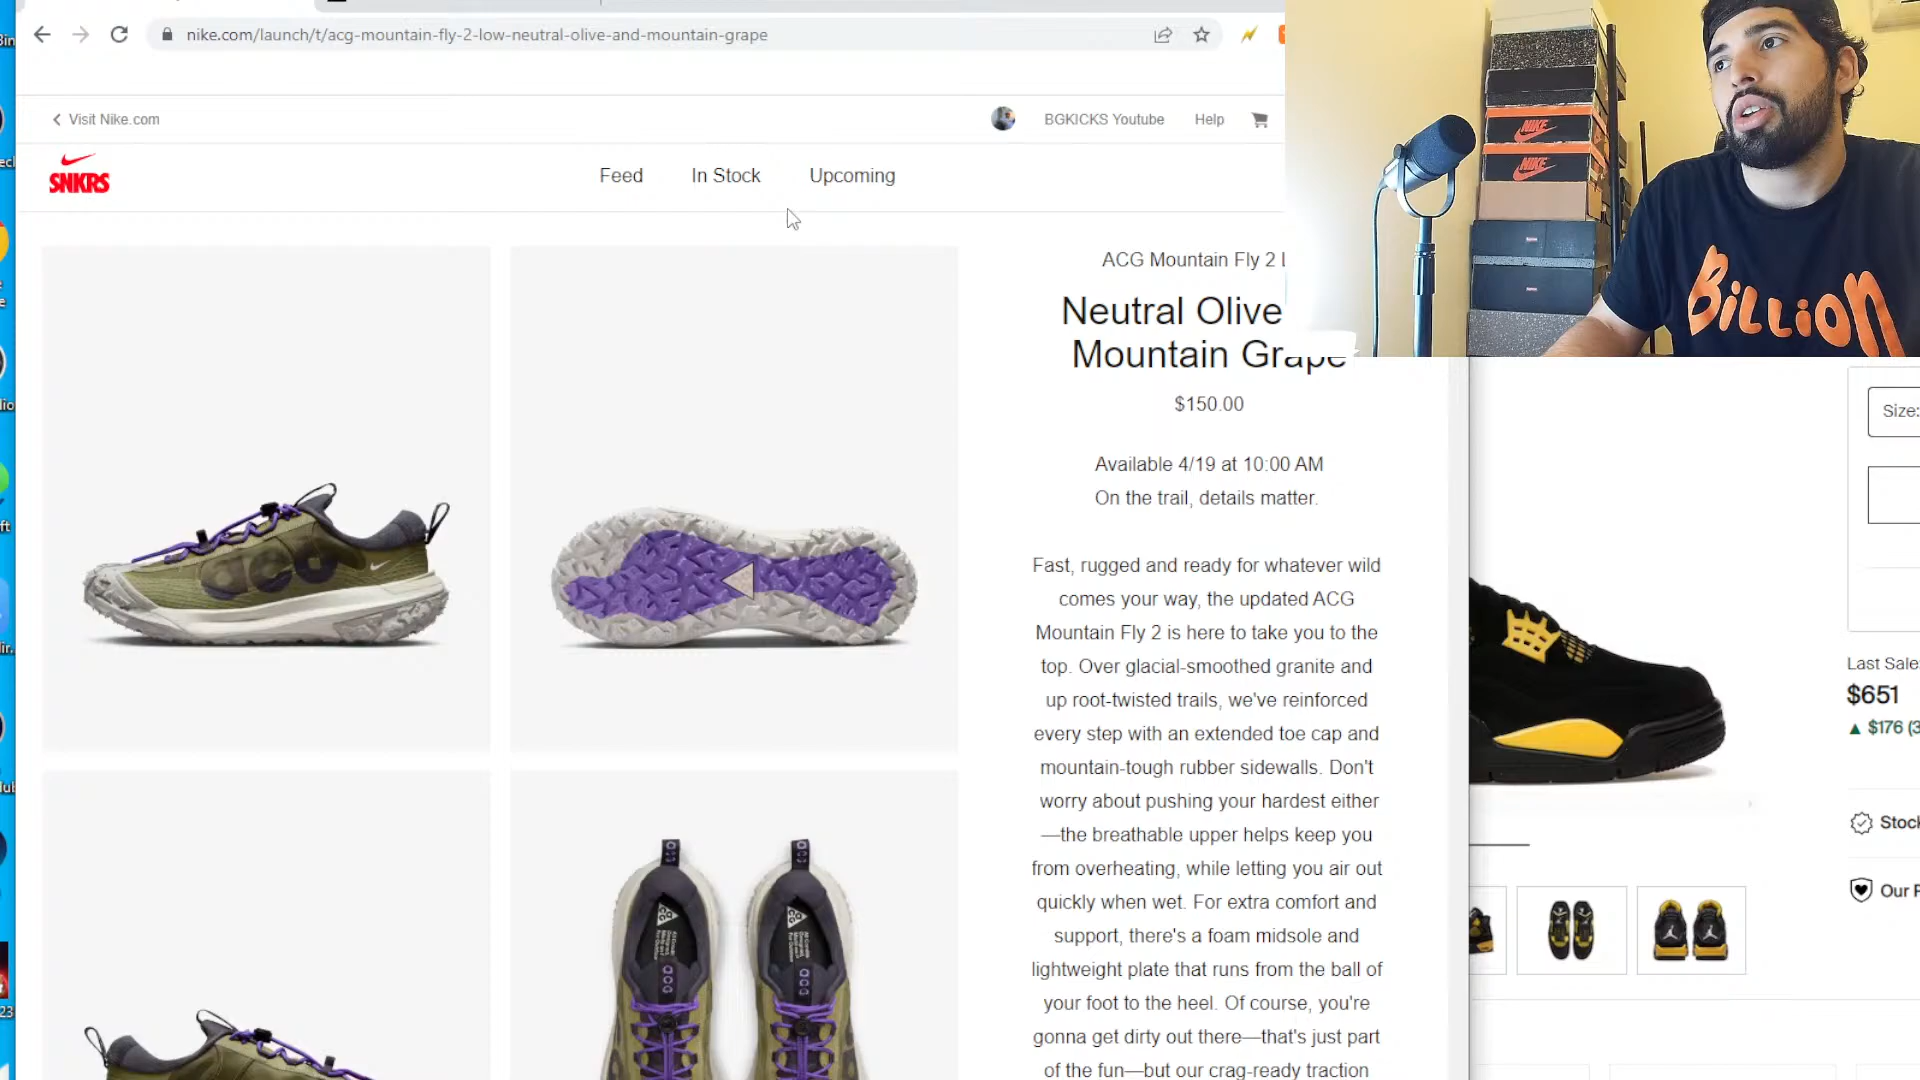 nike.com/launch/t/acg-mountain-fly-2-low-neutral-olive-and-mountain-grape
Visit Nike.com
BGKICKS Youtube
Help
SNKRS
Feed
In Stock
Upcoming
ACG Mountain Fly 2
Neutral Olive
Mountain Grape
$150.00
Available 4/19 at 10:00 AM
On the trail, details matter.
Fast, rugged and ready for whatever wild
comes your way, the updated ACG
Mountain Fly 2 is here to take you to the
top. Over glacial-smoothed granite and
up root-twisted trails, we've reinforced
every step with an extended toe cap and
mountain-tough rubber sidewalls. Don't
worry about pushing your hardest either
—the breathable upper helps keep you
from overheating, while letting you air out
quickly when wet. For extra comfort and
support, there's a foam midsole and
lightweight plate that runs from the ball of
your foot to the heel. Of course, you're
gonna get dirty out there—that's just part
of the fun—but our crag-ready traction
NIKE
NIKE
BILLION
Size:
Last Sale:
$651
▲ $176 (3
Stock
Our P